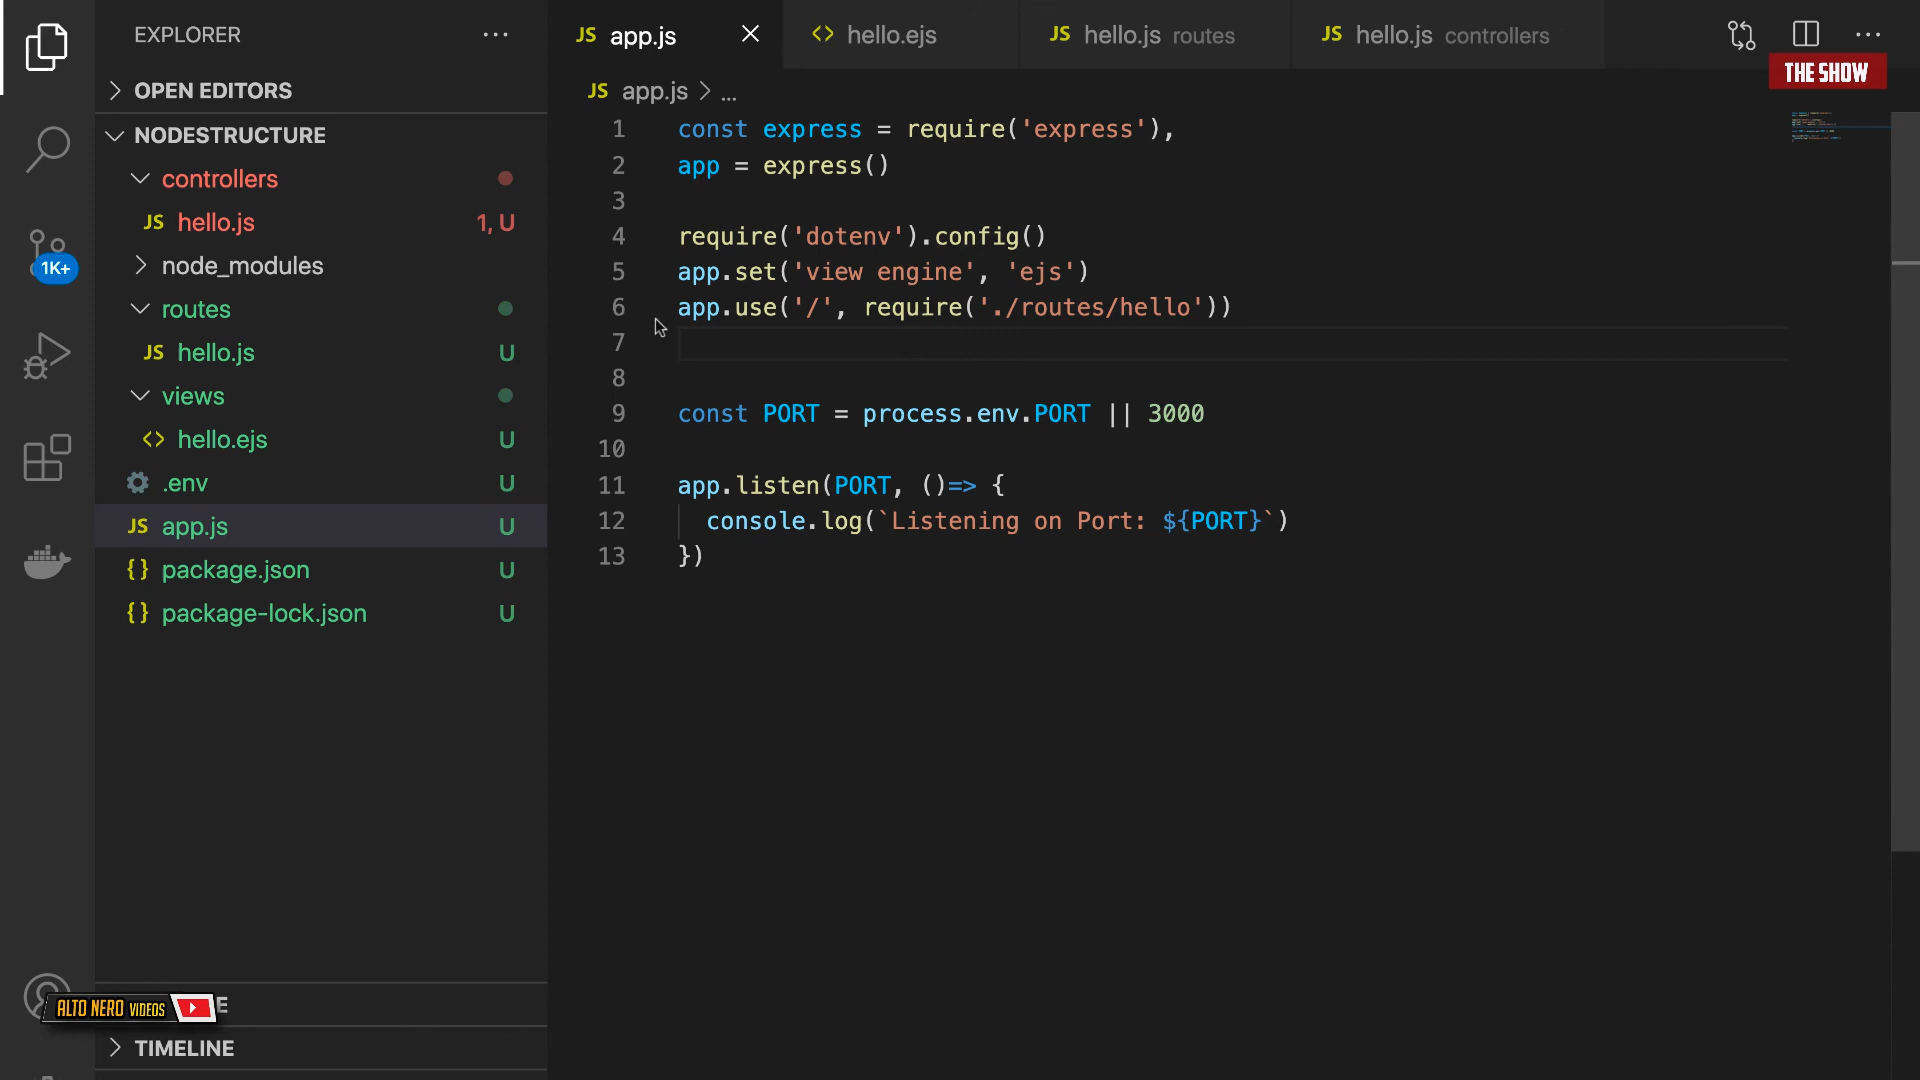 EXPLORER
OPEN EDITORS
NODESTRUCTURE
controllers
JS hello.js 1, U
node_modules
routes
JS hello.js U
views
<> hello.ejs U
.env U
JS app.js U
{} package.json U
{} package-lock.json U
E
TIMELINE
1K+
ALTO NERO VIDEOS
JS app.js
<> hello.ejs
JS hello.js routes
JS hello.js controllers
THE SHOW
JS app.js > ...
1 const express = require('express'),
2 app = express()
3
4 require('dotenv').config()
5 app.set('view engine', 'ejs')
6 app.use('/', require('./routes/hello'))
7
8
9 const PORT = process.env.PORT || 3000
10
11 app.listen(PORT, ()=> {
12 console.log(`Listening on Port: ${PORT}`)
13 })